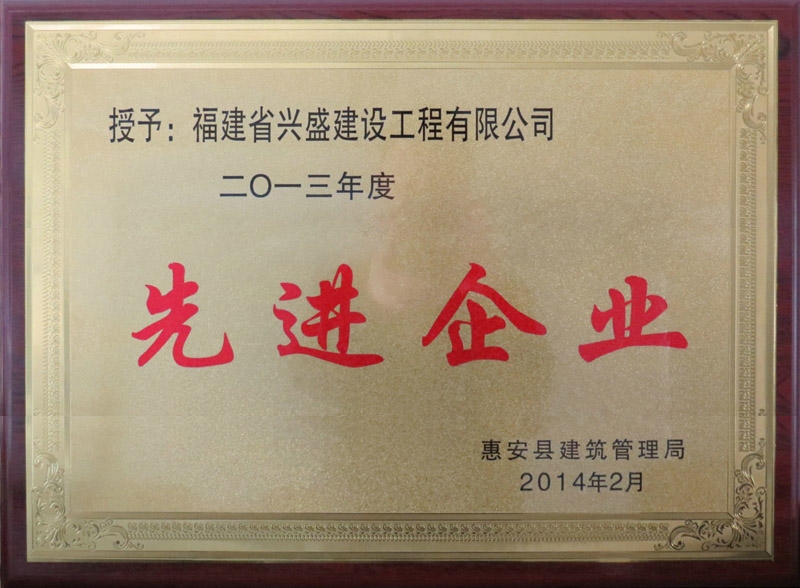 授予：福建省兴盛建设工程有限公司
二〇一三年度
先进企业
惠安县建筑管理局
2014年2月